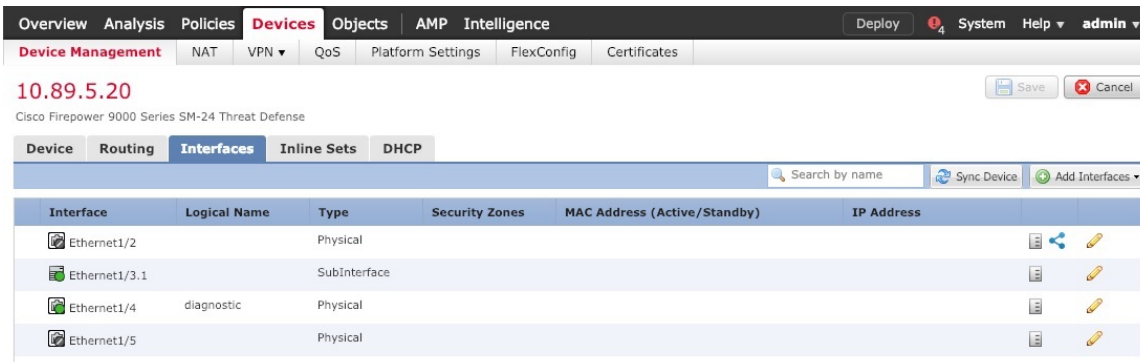 Overview Analysis Policies Devices Objects AMP Intelligence Deploy 4 System Help admin
Device Management NAT VPN QoS Platform Settings FlexConfig Certificates
10.89.5.20 Save Cancel
Cisco Firepower 9000 Series SM-24 Threat Defense
Device Routing Interfaces Inline Sets DHCP
Search by name Sync Device Add Interfaces
Interface Logical Name Type Security Zones MAC Address (Active/Standby) IP Address
Ethernet1/2 Physical
Ethernet1/3.1 SubInterface
Ethernet1/4 diagnostic Physical
Ethernet1/5 Physical